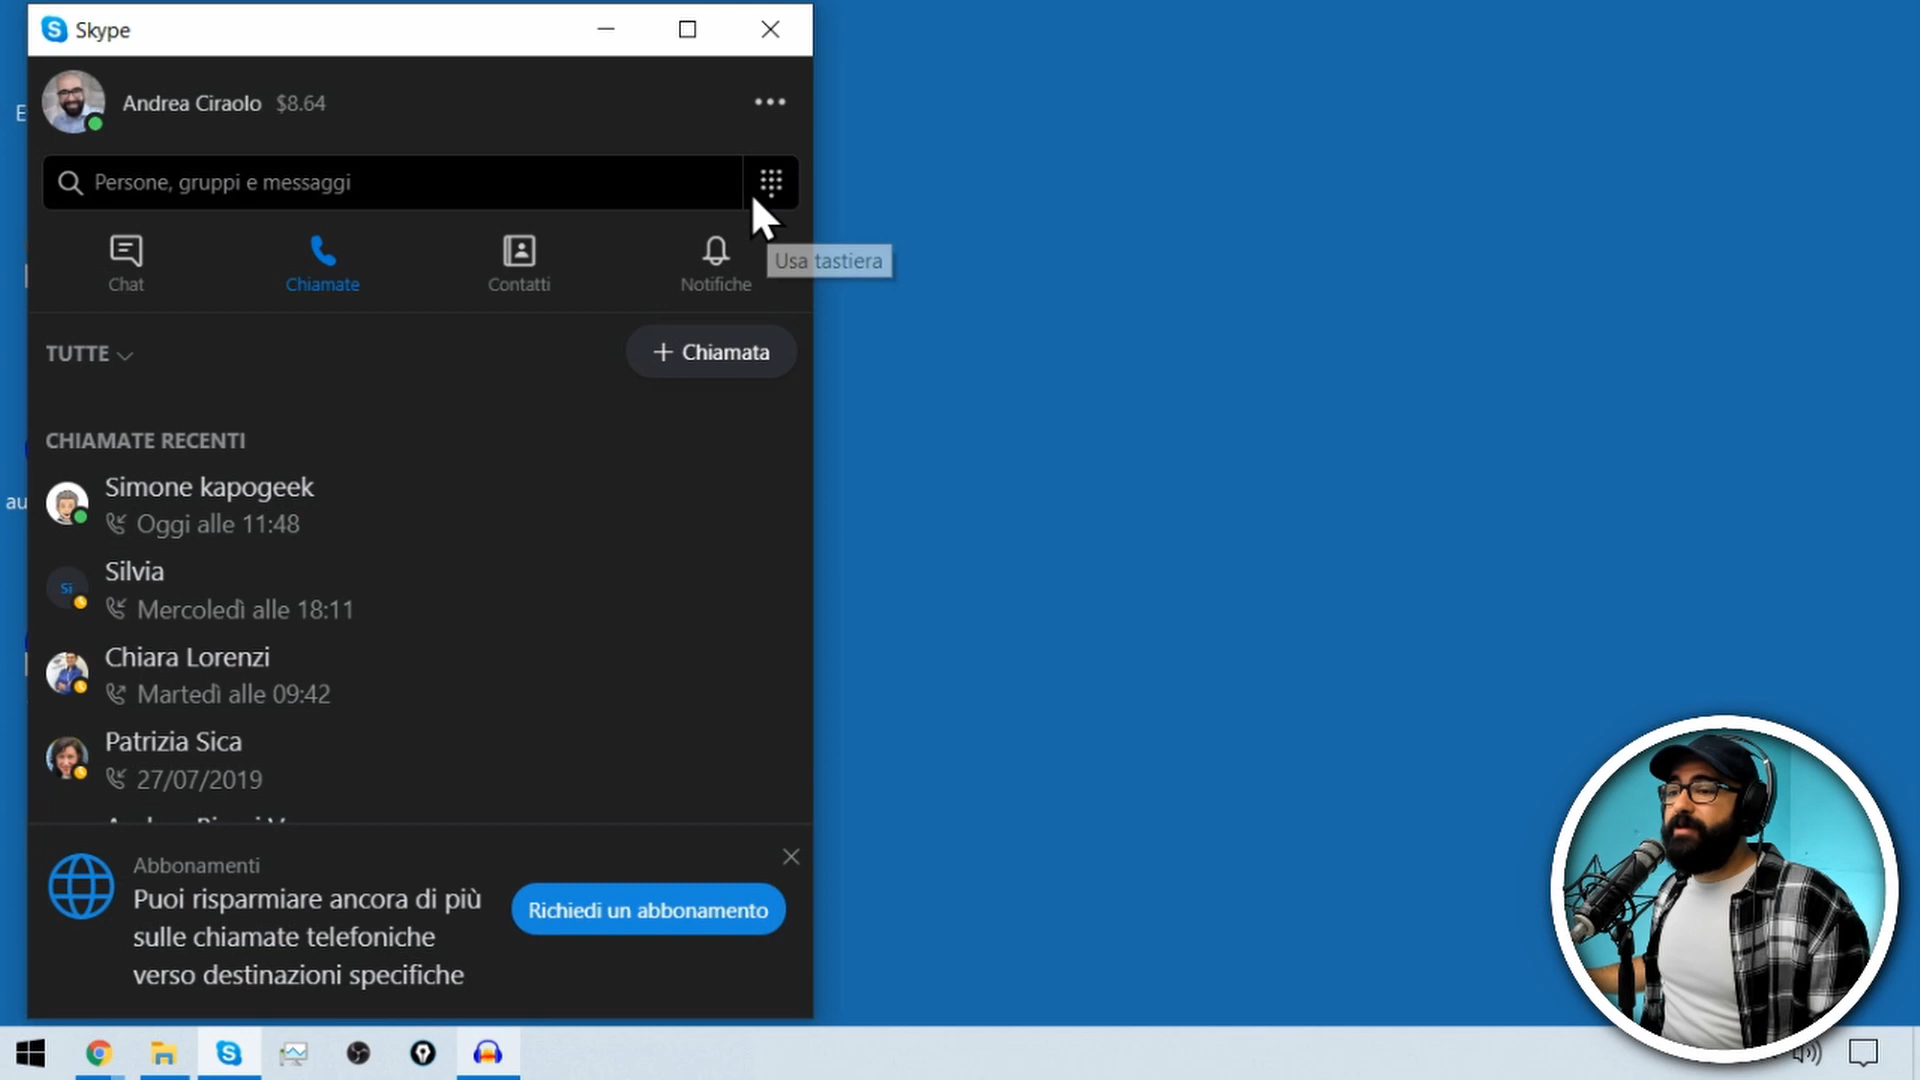 Skype
Andrea Ciraolo $8.64
Persone, gruppi e messaggi
Usa tastiera
Chat
Chiamate
Contatti
Notifiche
TUTTE
+ Chiamata
CHIAMATE RECENTI
Simone kapogeek
Oggi alle 11:48
Si
Silvia
Mercoledì alle 18:11
Chiara Lorenzi
Martedì alle 09:42
Patrizia Sica
27/07/2019
Abbonamenti
Puoi risparmiare ancora di più
sulle chiamate telefoniche
verso destinazioni specifiche
Richiedi un abbonamento
E
au